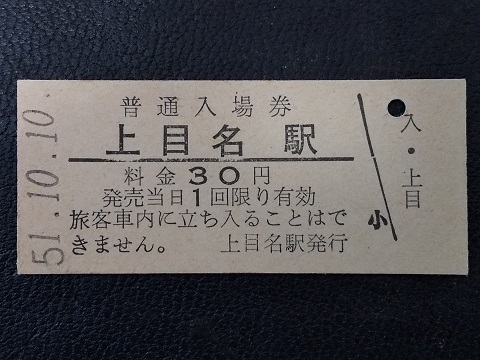 普通入場券
上目名駅
料金30円
発売当日1回限り有効
旅客車内に立ち入ることはで
きません。 上目名駅発行
小
入・上目
51.10.10.